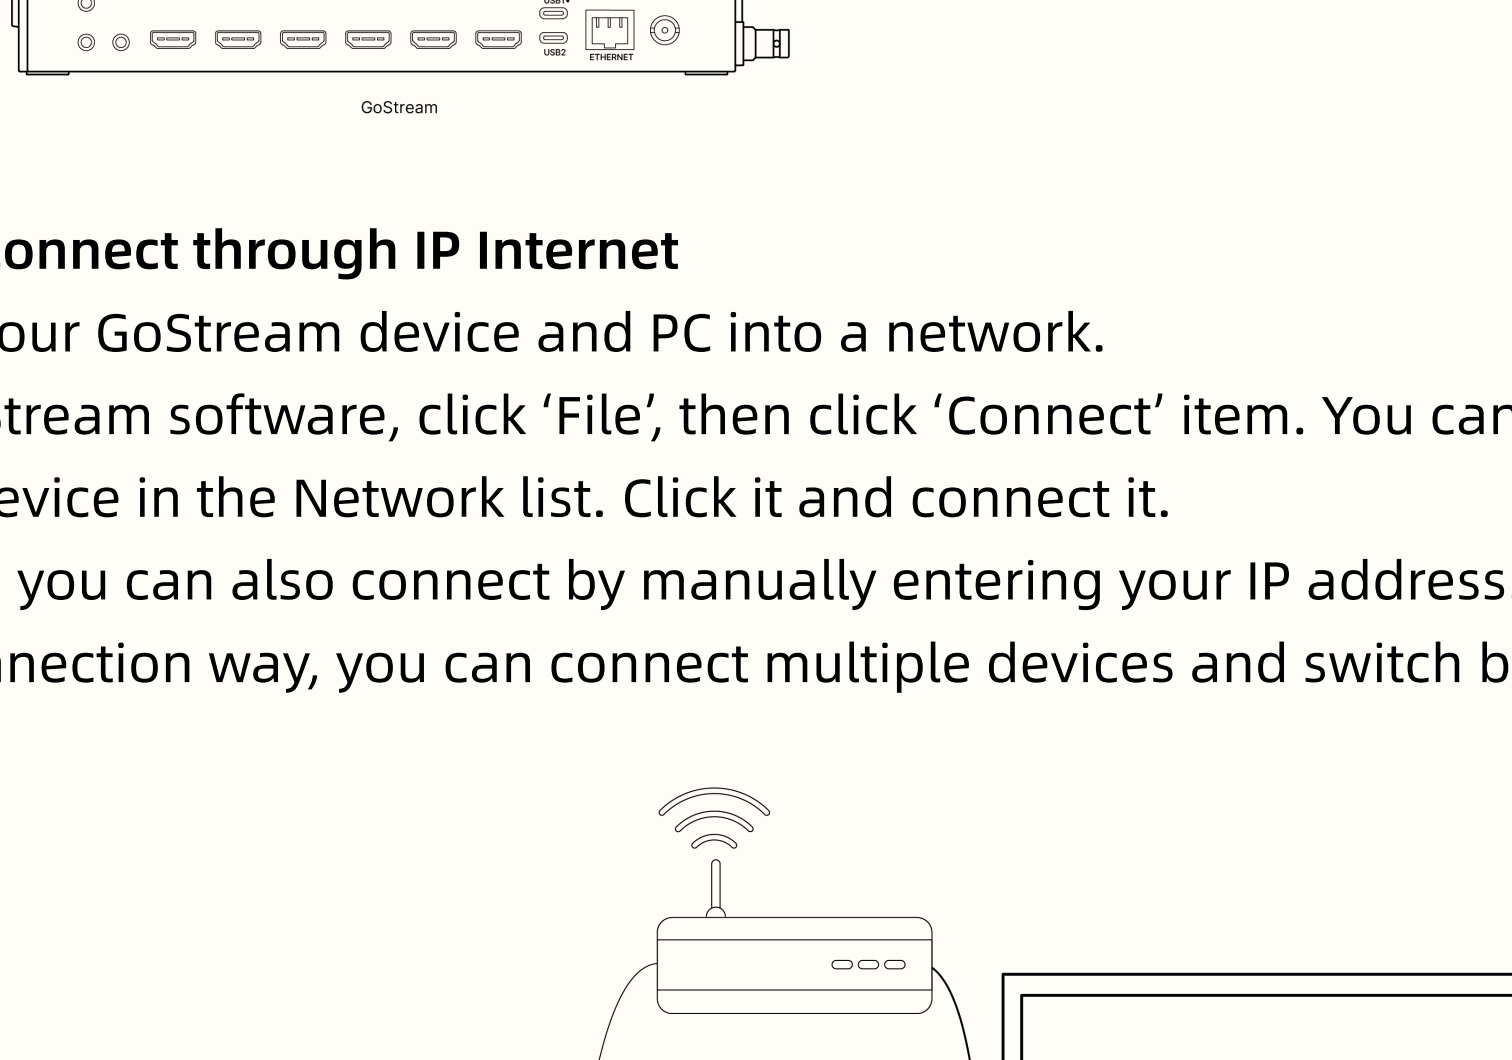 USB1
USB2
ETHERNET
GoStream
onnect through IP Internet
our GoStream device and PC into a network.
tream software, click ‘File’, then click ‘Connect’ item. You can
evice in the Network list. Click it and connect it.
you can also connect by manually entering your IP address.
nnection way, you can connect multiple devices and switch b